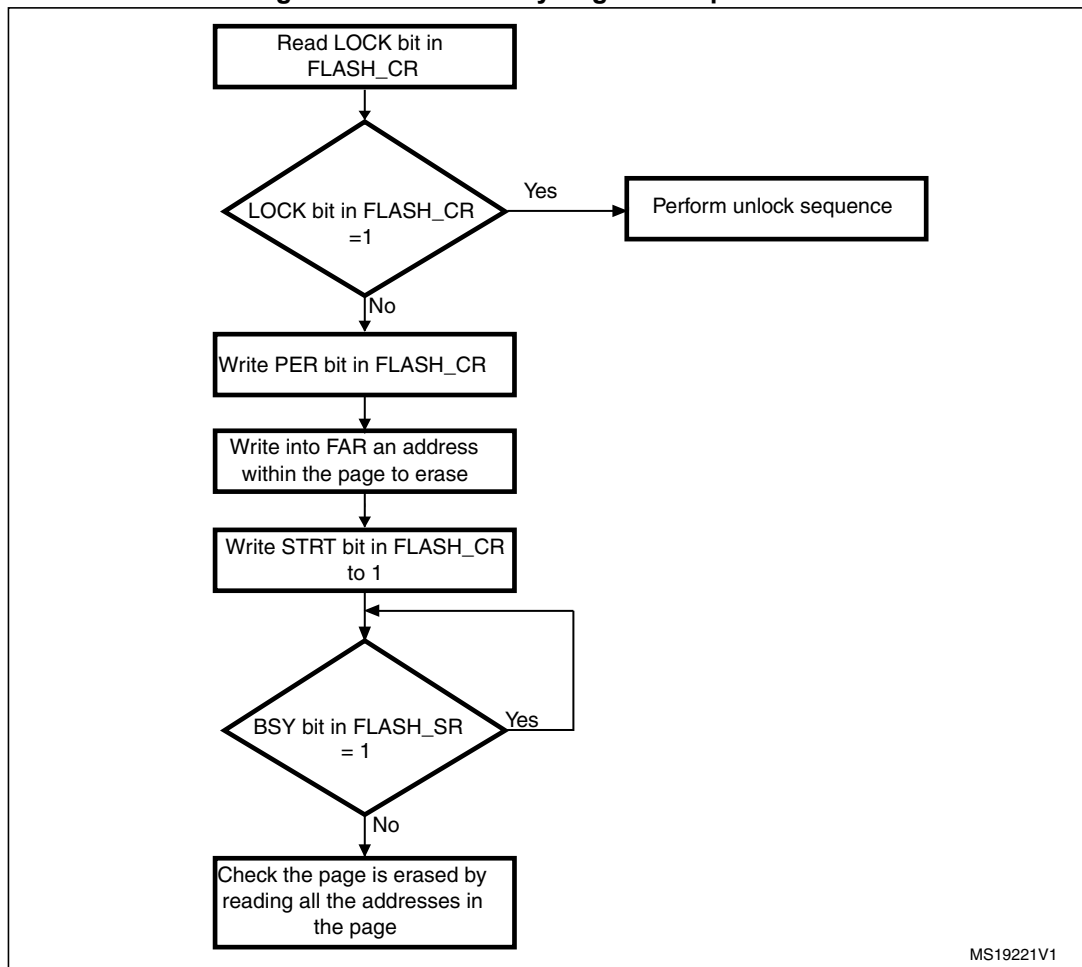 Read LOCK bit in
FLASH_CR
LOCK bit in FLASH_CR
=1
Yes
Perform unlock sequence
No
Write PER bit in FLASH_CR
Write into FAR an address
within the page to erase
Write STRT bit in FLASH_CR
to 1
BSY bit in FLASH_SR
= 1
Yes
No
Check the page is erased by
reading all the addresses in
the page
MS19221V1